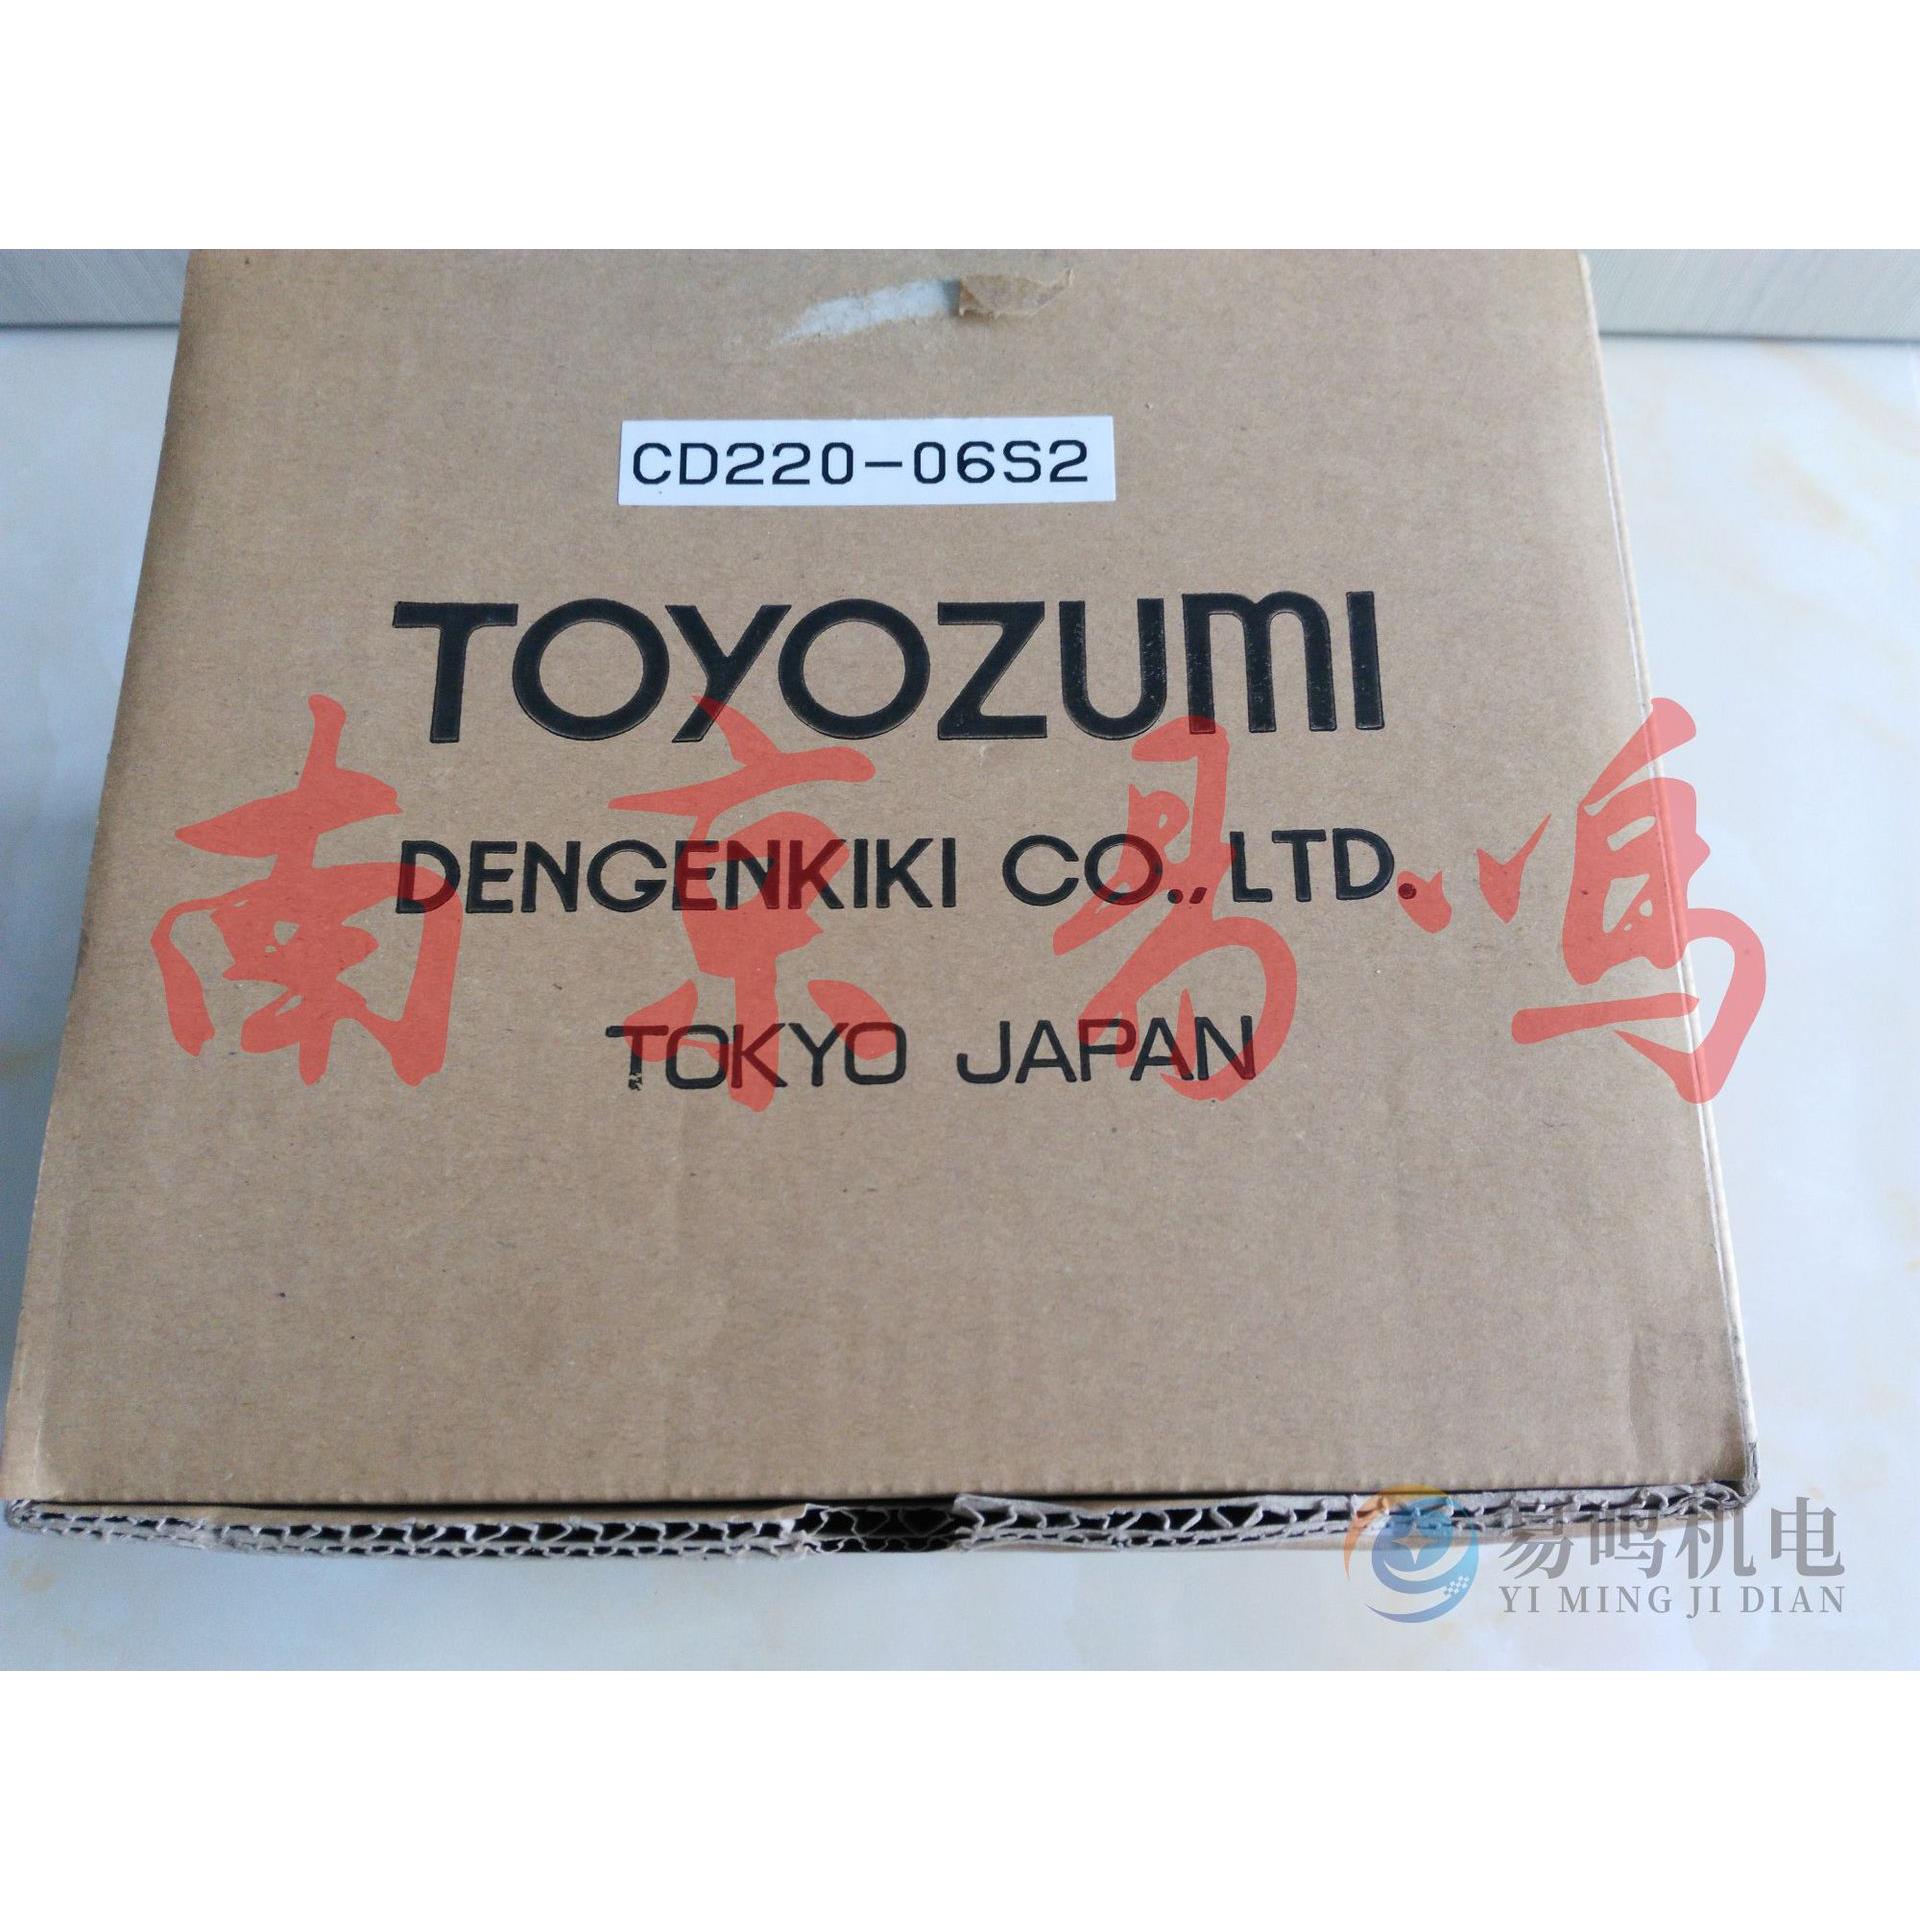 CD220-06S2
TOYOZUMI
DENGENKIKI CO., LTD.
南京易鸣
TOKYO JAPAN
易鸣机电
YI MING JI DIAN